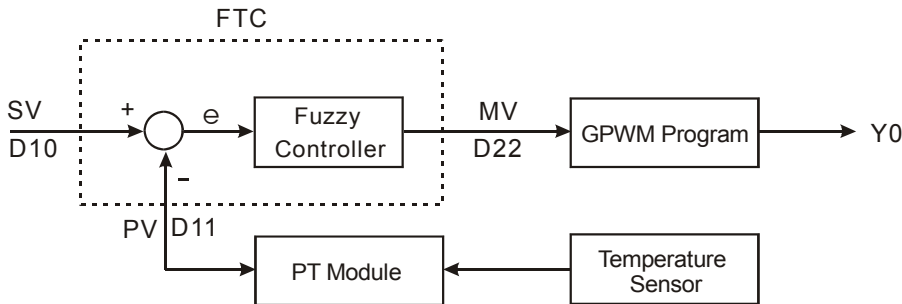 FTC
SV
D10
+
e
Fuzzy
Controller
MV
D22
GPWM Program
Y0
−
PV
D11
PT Module
Temperature
Sensor